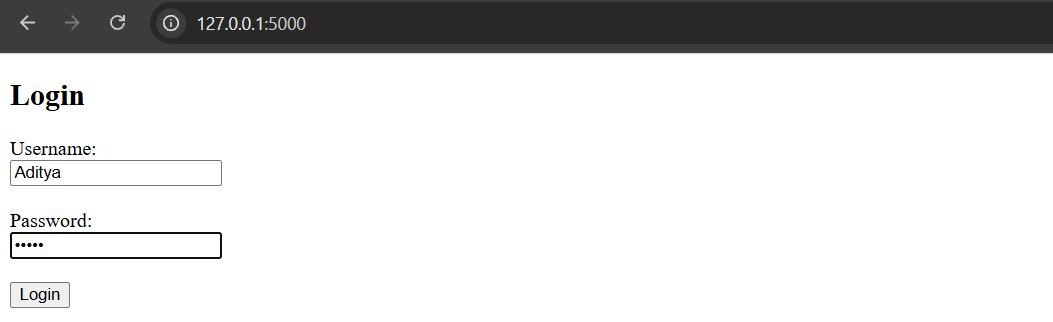 127.0.0.1:5000
Login
Username:
Aditya
Password:
•••••
Login